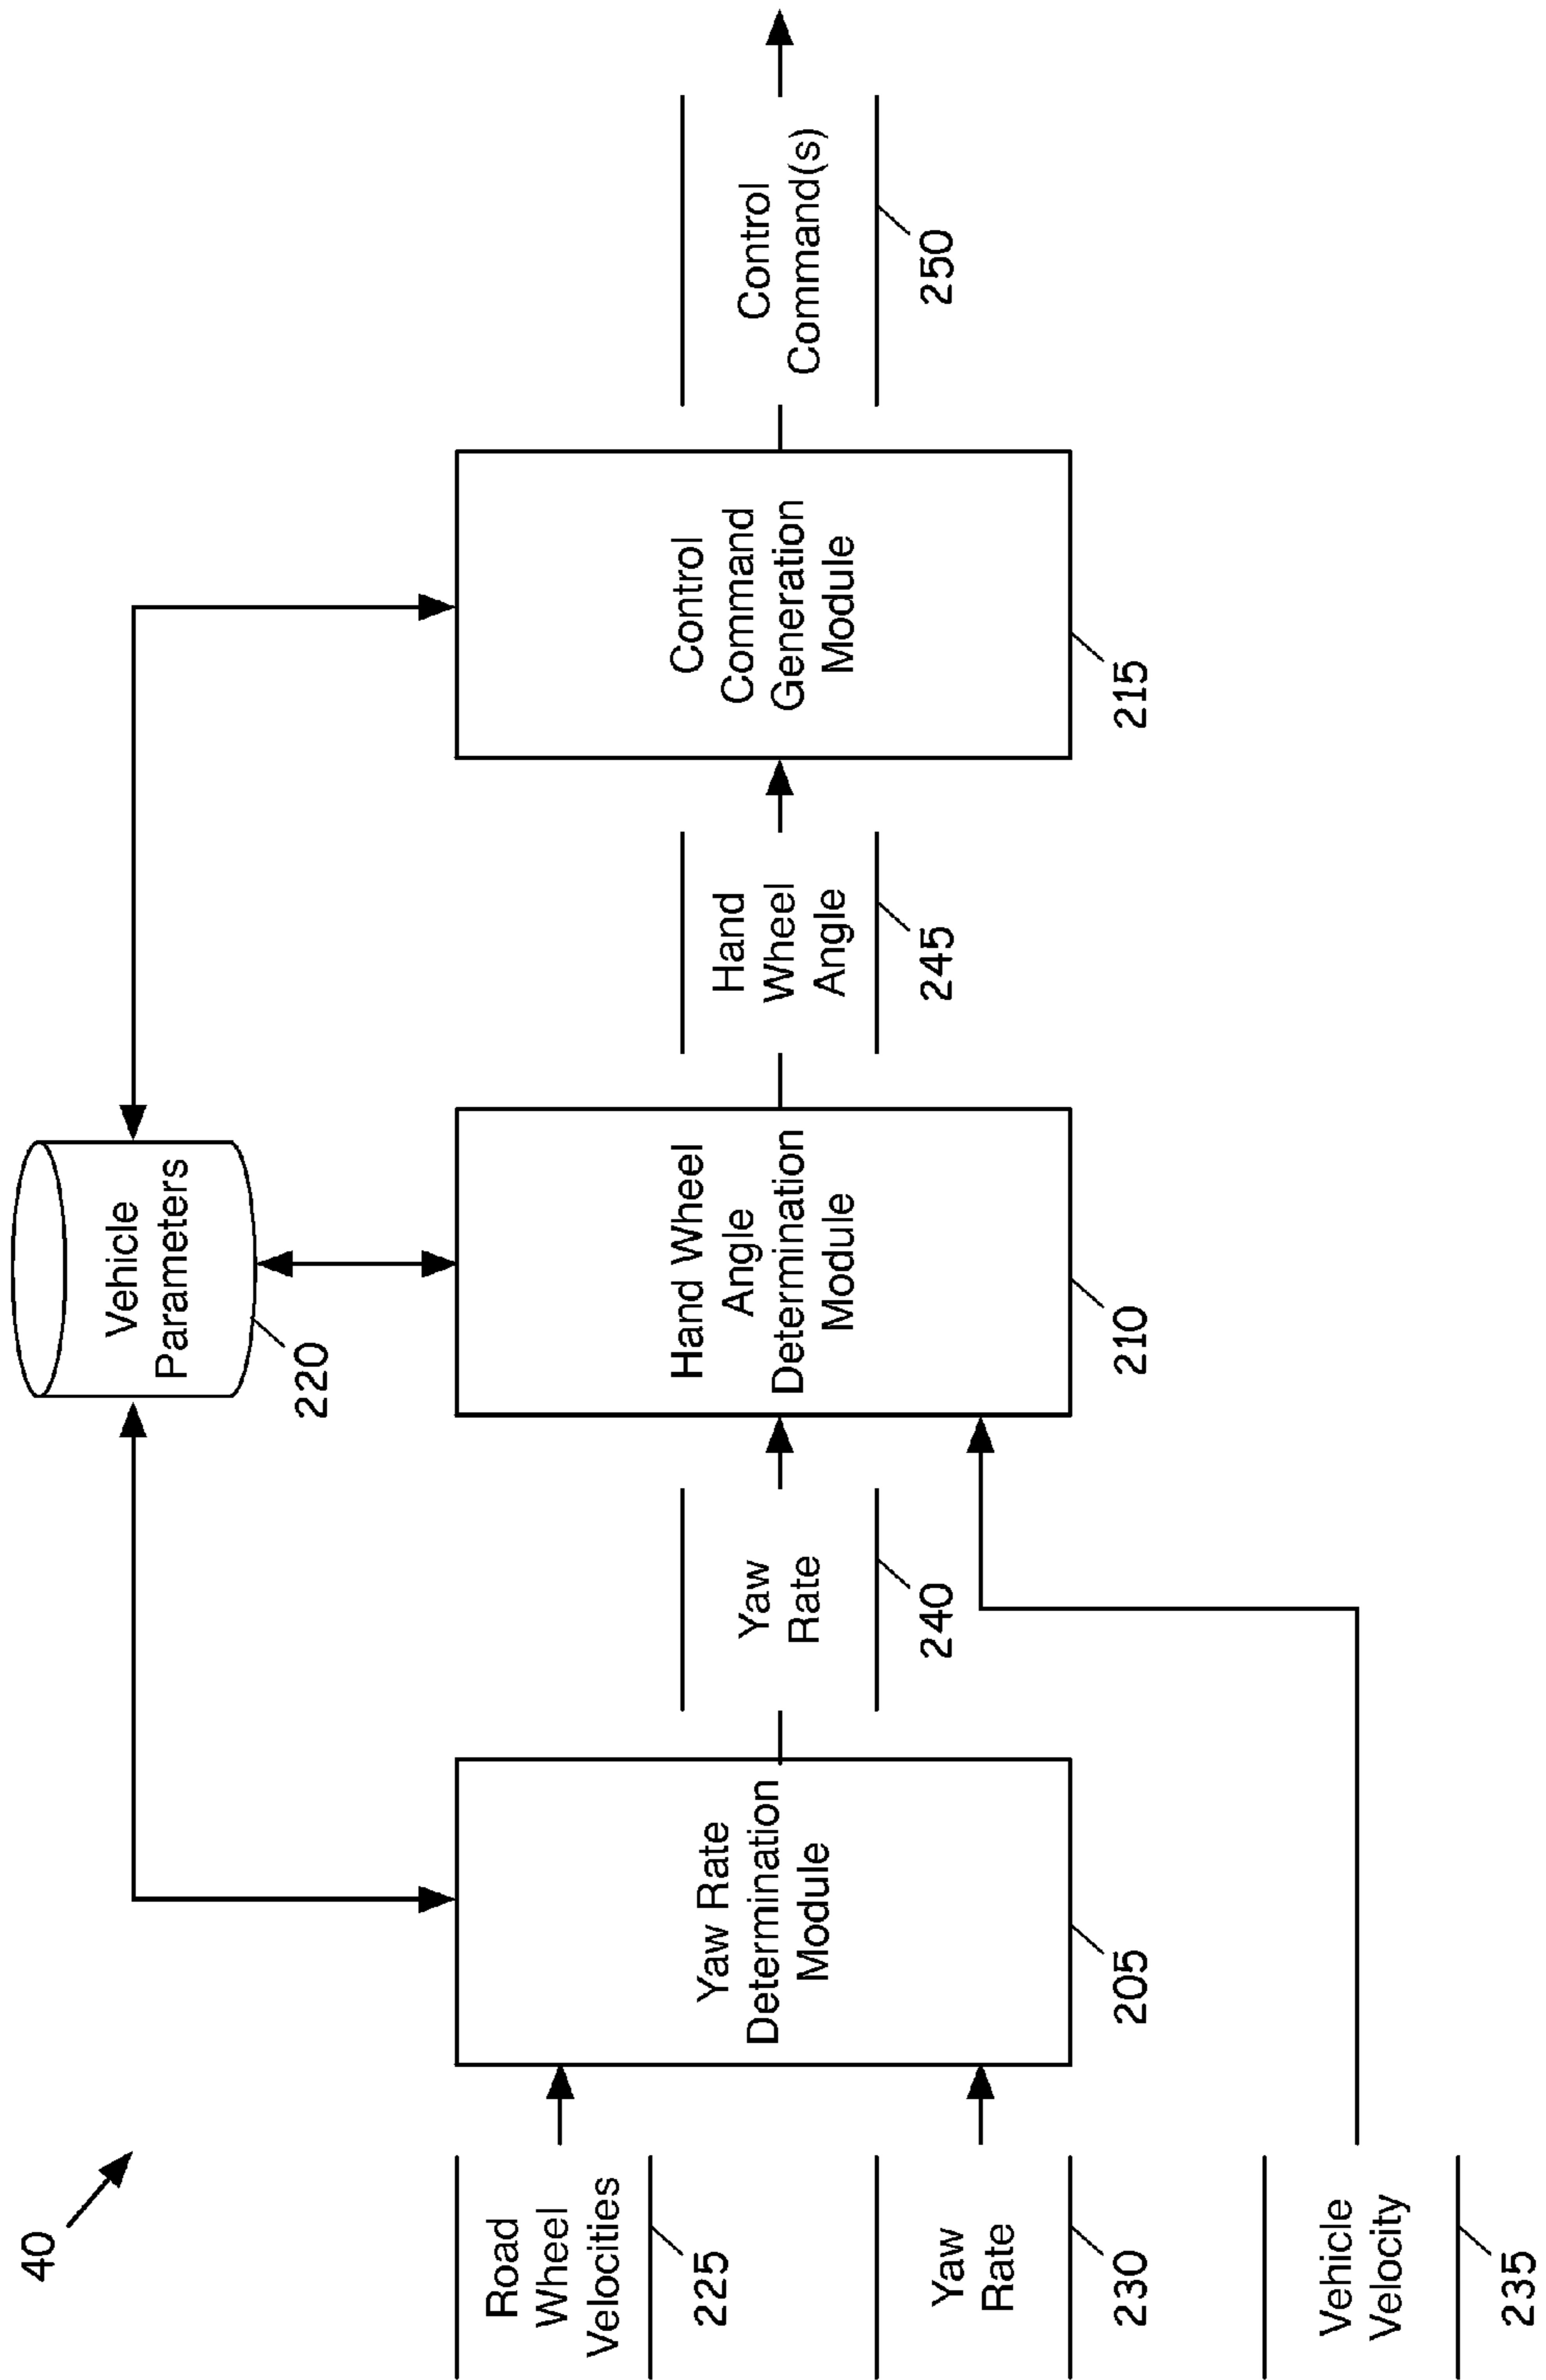 40
Vehicle
Parameters
220
Road
Wheel
Velocities
225
Yaw
Rate
230
Vehicle
Velocity
235
Yaw Rate
Determination
Module
205
Yaw
Rate
240
Hand Wheel
Angle
Determination
Module
210
Hand
Wheel
Angle
245
Control
Command
Generation
Module
215
Control
Command(s)
250